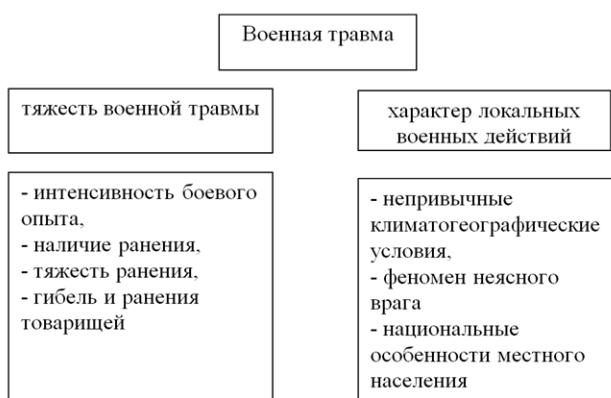 Военная травма
тяжесть военной травмы
характер локальных
военных действий
- интенсивность боевого
опыта,
- наличие ранения,
- тяжесть ранения,
- гибель и ранения
товарищей
- непривычные
климатогеографические
условия,
- феномен неясного
врага
- национальные
особенности местного
населения